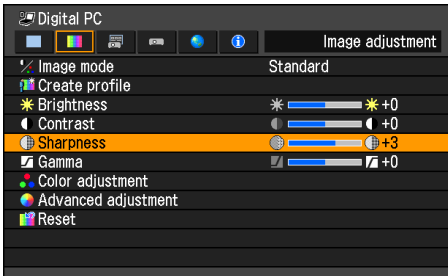 Digital PC
Image adjustment
Image mode Standard
Create profile
Brightness +0
Contrast +0
Sharpness +3
Gamma +0
Color adjustment
Advanced adjustment
Reset